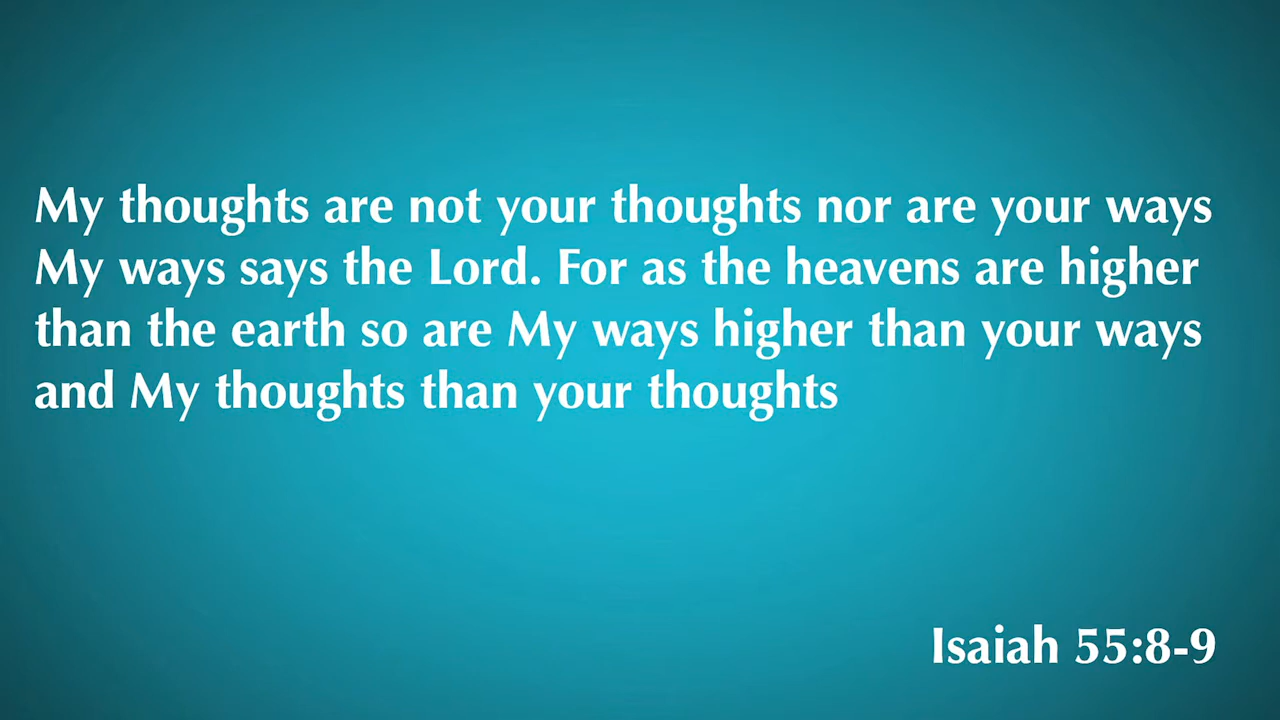 My thoughts are not your thoughts nor are your ways
My ways says the Lord. For as the heavens are higher
than the earth so are My ways higher than your ways
and My thoughts than your thoughts
Isaiah 55:8-9